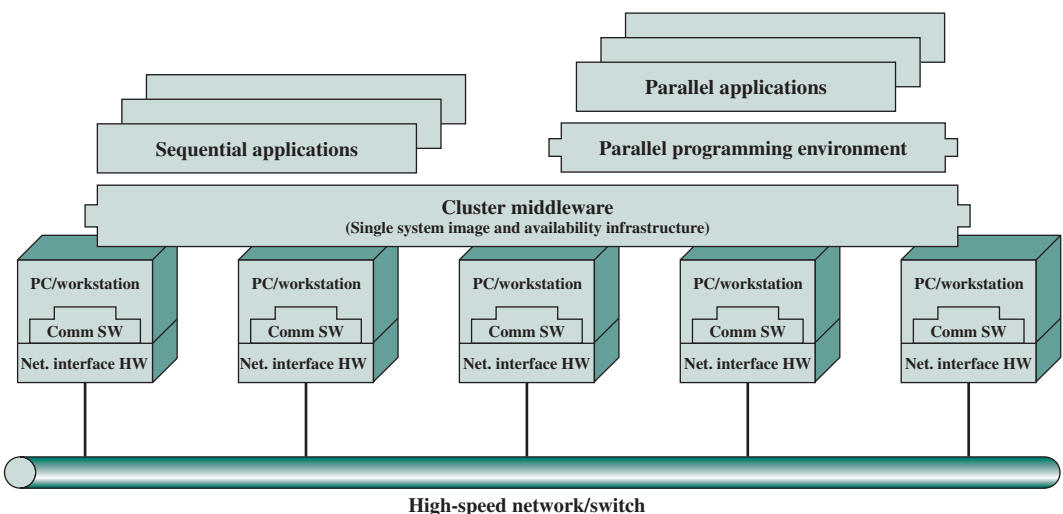 Parallel applications
Sequential applications
Parallel programming environment
Cluster middleware
(Single system image and availability infrastructure)
PC/workstation
Comm SW
Net. interface HW
PC/workstation
Comm SW
Net. interface HW
PC/workstation
Comm SW
Net. interface HW
PC/workstation
Comm SW
Net. interface HW
PC/workstation
Comm SW
Net. interface HW
High-speed network/switch